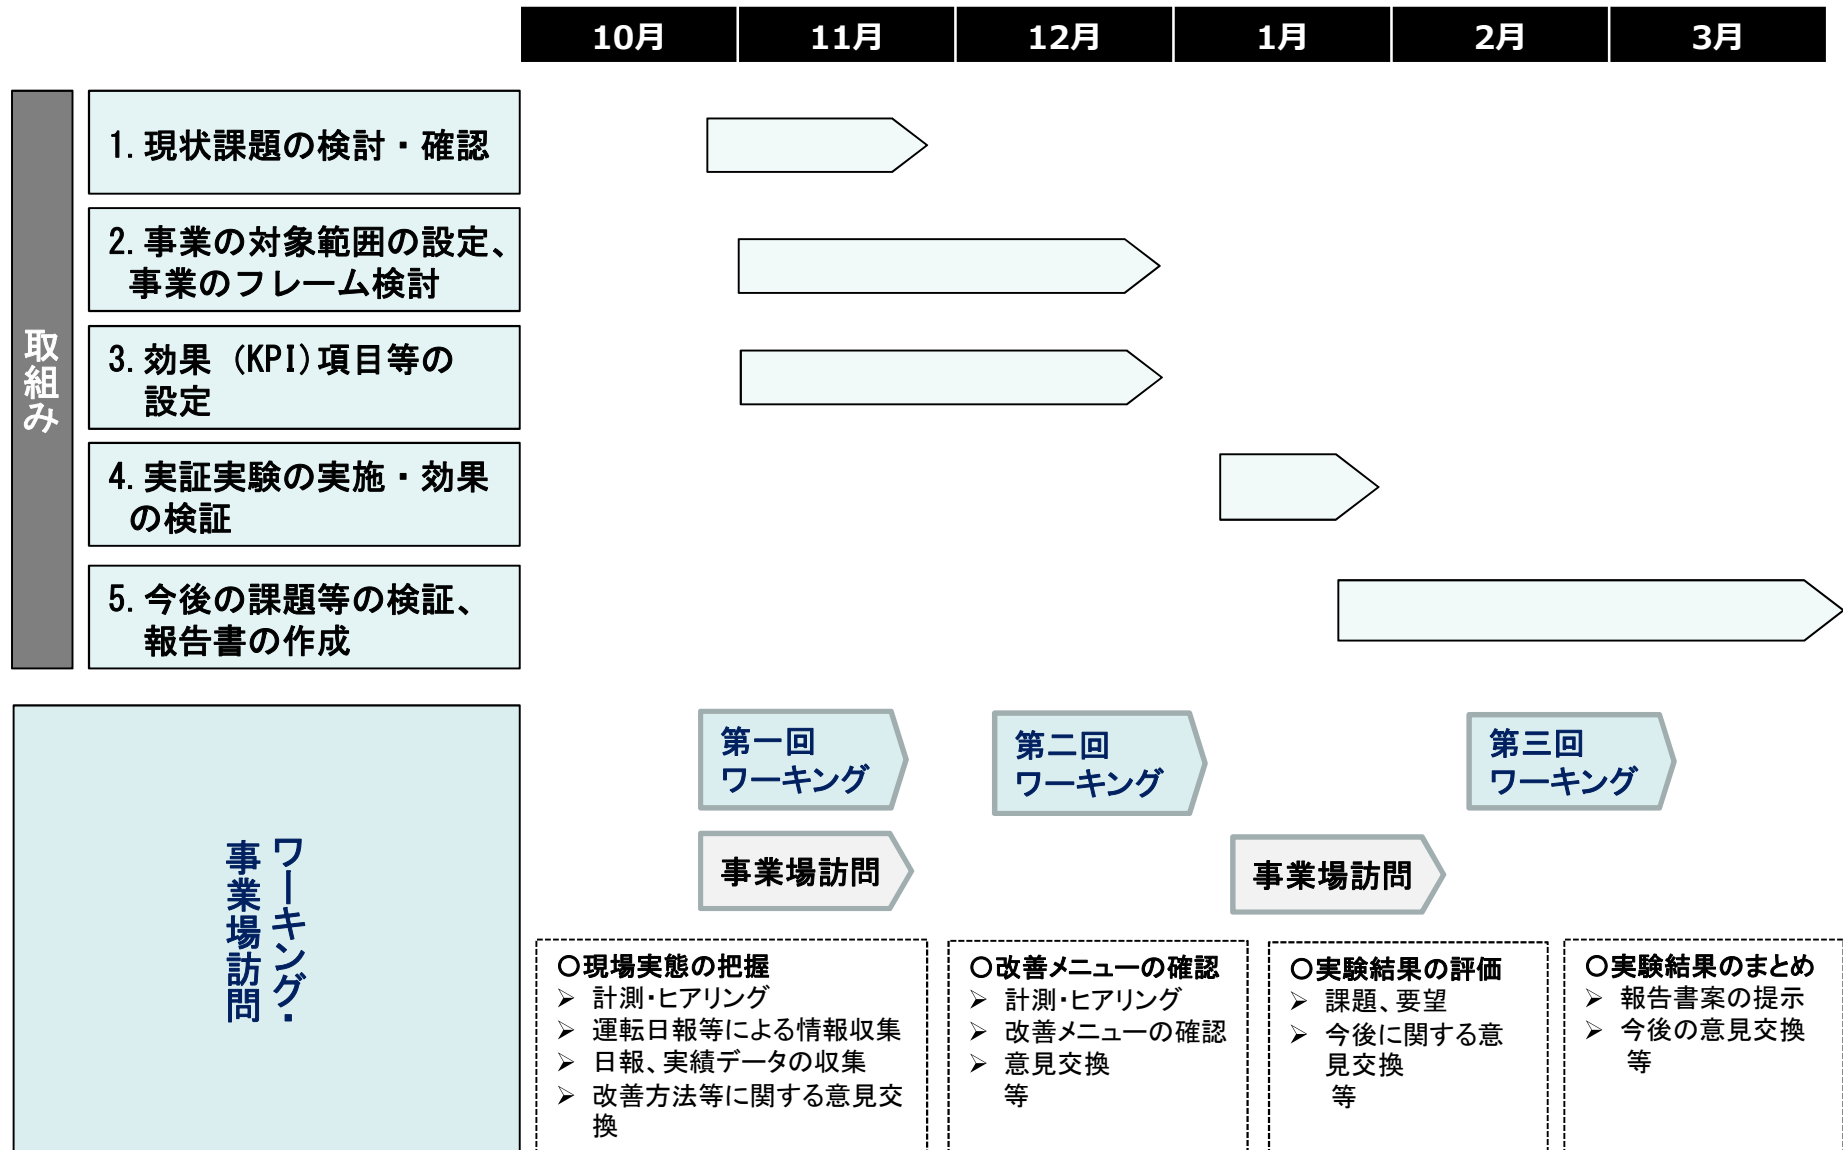 10月 11月 12月 1月 2月 3月
取組み
1. 現状課題の検討・確認
2. 事業の対象範囲の設定、
事業のフレーム検討
3. 効果（KPI）項目等の
設定
4. 実証実験の実施・効果
の検証
5. 今後の課題等の検証、
報告書の作成
ワーキング・
事業場訪問
第一回
ワーキング
第二回
ワーキング
第三回
ワーキング
事業場訪問
事業場訪問
○現場実態の把握
➢ 計測・ヒアリング
➢ 運転日報等による情報収集
➢ 日報、実績データの収集
➢ 改善方法等に関する意見交
換
○改善メニューの確認
➢ 計測・ヒアリング
➢ 改善メニューの確認
➢ 意見交換
等
○実験結果の評価
➢ 課題、要望
➢ 今後に関する意
見交換
等
○実験結果のまとめ
➢ 報告書案の提示
➢ 今後の意見交換
等